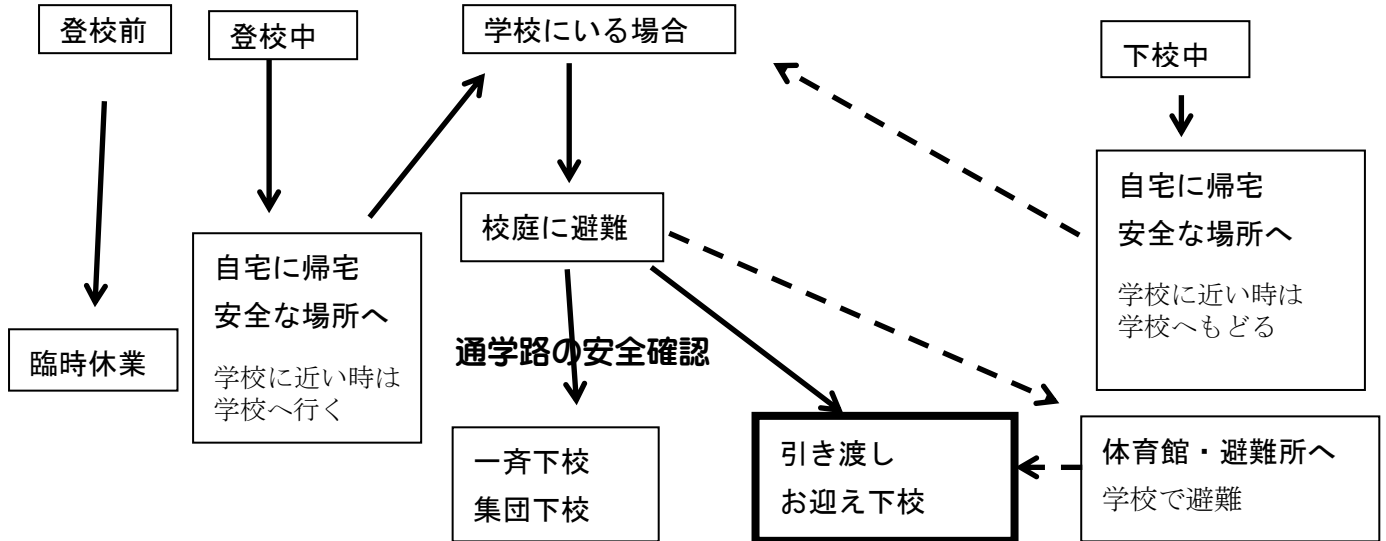 登校前
登校中
学校にいる場合
下校中
自宅に帰宅
安全な場所へ
学校に近い時は
学校へもどる
校庭に避難
自宅に帰宅
安全な場所へ
学校に近い時は
学校へ行く
臨時休業
通学路の安全確認
一斉下校
集団下校
引き渡し
お迎え下校
体育館・避難所へ
学校で避難